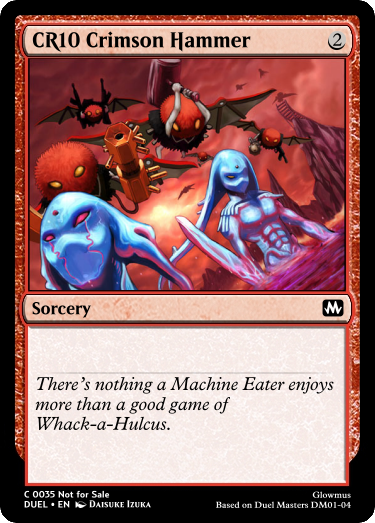 CR10 Crimson Hammer 2
Sorcery
There's nothing a Machine Eater enjoys
more than a good game of
Whack-a-Hulcus.
C 0035 Not for Sale
DUEL • EN Daisuke Izuka
Glowmus
Based on Duel Masters DM01-04